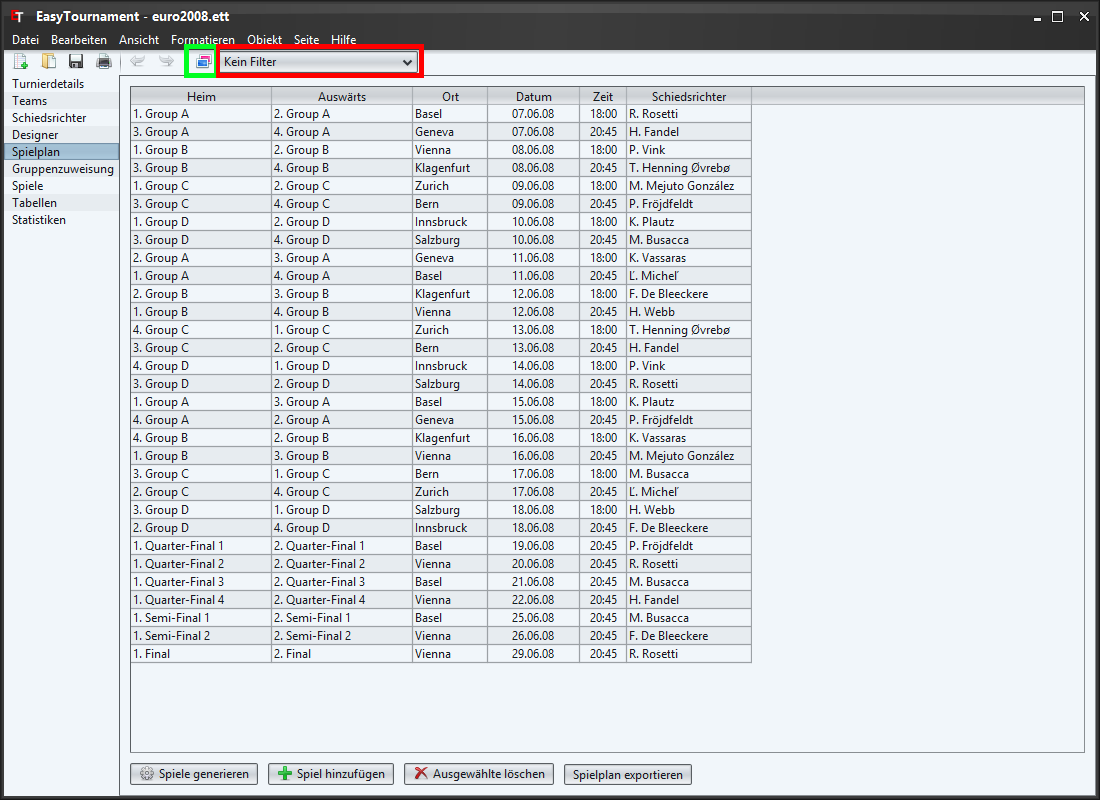 EasyTournament - euro2008.ett
Datei Bearbeiten Ansicht Formatieren Objekt Seite Hilfe
Kein Filter
Turnierdetails
Teams
Schiedsrichter
Designer
Spielplan
Gruppenzuweisung
Spiele
Tabellen
Statistiken
Heim Auswärts Ort Datum Zeit Schiedsrichter
1. Group A 2. Group A Basel 07.06.08 18:00 R. Rosetti
3. Group A 4. Group A Geneva 07.06.08 20:45 H. Fandel
1. Group B 2. Group B Vienna 08.06.08 18:00 P. Vink
3. Group B 4. Group B Klagenfurt 08.06.08 20:45 T. Henning Øvrebø
1. Group C 2. Group C Zurich 09.06.08 18:00 M. Mejuto González
3. Group C 4. Group C Bern 09.06.08 20:45 P. Fröjdfeldt
1. Group D 2. Group D Innsbruck 10.06.08 18:00 K. Plautz
3. Group D 4. Group D Salzburg 10.06.08 20:45 M. Busacca
2. Group A 3. Group A Geneva 11.06.08 18:00 K. Vassaras
1. Group A 4. Group A Basel 11.06.08 20:45 Ľ. Micheľ
2. Group B 3. Group B Klagenfurt 12.06.08 18:00 F. De Bleeckere
1. Group B 4. Group B Vienna 12.06.08 20:45 H. Webb
4. Group C 1. Group C Zurich 13.06.08 18:00 T. Henning Øvrebø
3. Group C 2. Group C Bern 13.06.08 20:45 H. Fandel
4. Group D 1. Group D Innsbruck 14.06.08 18:00 P. Vink
3. Group D 2. Group D Salzburg 14.06.08 20:45 R. Rosetti
1. Group A 3. Group A Basel 15.06.08 18:00 K. Plautz
4. Group A 2. Group A Geneva 15.06.08 20:45 P. Fröjdfeldt
4. Group B 2. Group B Klagenfurt 16.06.08 18:00 K. Vassaras
1. Group B 3. Group B Vienna 16.06.08 20:45 M. Mejuto González
3. Group C 1. Group C Bern 17.06.08 18:00 M. Busacca
2. Group C 4. Group C Zurich 17.06.08 20:45 Ľ. Micheľ
3. Group D 1. Group D Salzburg 18.06.08 18:00 H. Webb
2. Group D 4. Group D Innsbruck 18.06.08 20:45 F. De Bleeckere
1. Quarter-Final 1 2. Quarter-Final 1 Basel 19.06.08 20:45 P. Fröjdfeldt
1. Quarter-Final 2 2. Quarter-Final 2 Vienna 20.06.08 20:45 R. Rosetti
1. Quarter-Final 3 2. Quarter-Final 3 Basel 21.06.08 20:45 M. Busacca
1. Quarter-Final 4 2. Quarter-Final 4 Vienna 22.06.08 20:45 H. Fandel
1. Semi-Final 1 2. Semi-Final 1 Basel 25.06.08 20:45 M. Busacca
1. Semi-Final 2 2. Semi-Final 2 Vienna 26.06.08 20:45 F. De Bleeckere
1. Final 2. Final Vienna 29.06.08 20:45 R. Rosetti
Spiele generieren Spiel hinzufügen Ausgewählte löschen Spielplan exportieren